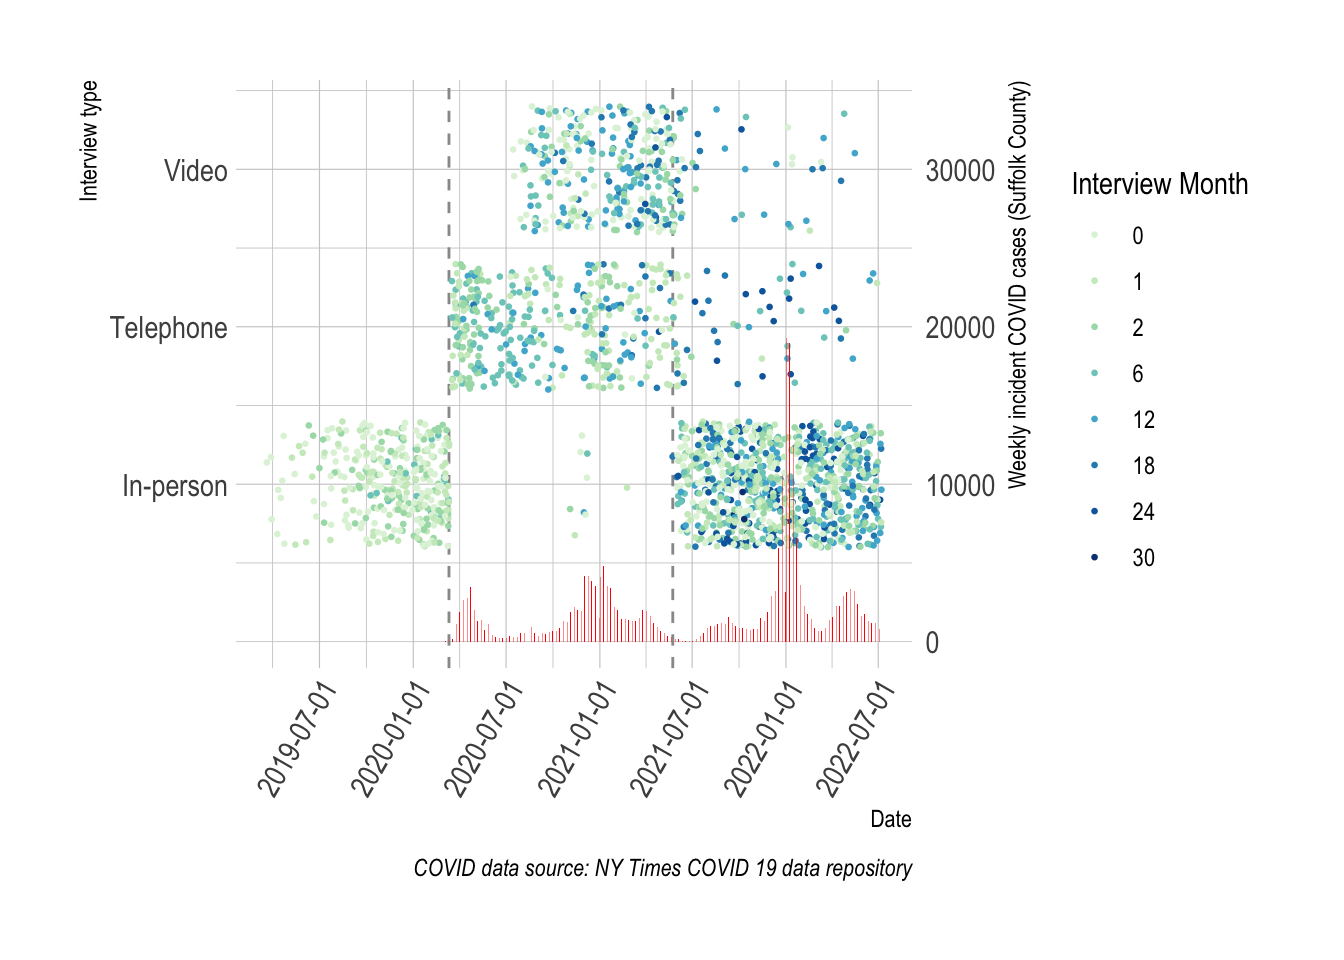 Interview type
Video
Telephone
In-person
30000
20000
10000
0
Weekly incident COVID cases (Suffolk County)
2019-07-01
2020-01-01
2020-07-01
2021-01-01
2021-07-01
2022-01-01
2022-07-01
Date
COVID data source: NY Times COVID 19 data repository
Interview Month
0
1
2
6
12
18
24
30